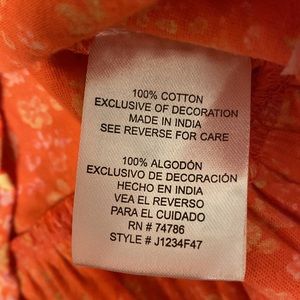 100% COTTON
EXCLUSIVE OF DECORATION
MADE IN INDIA
SEE REVERSE FOR CARE
100% ALGODÓN
EXCLUSIVO DE DECORACIÓN
HECHO EN INDIA
VEA EL REVERSO
PARA EL CUIDADO
RN # 74786
STYLE # J1234F47